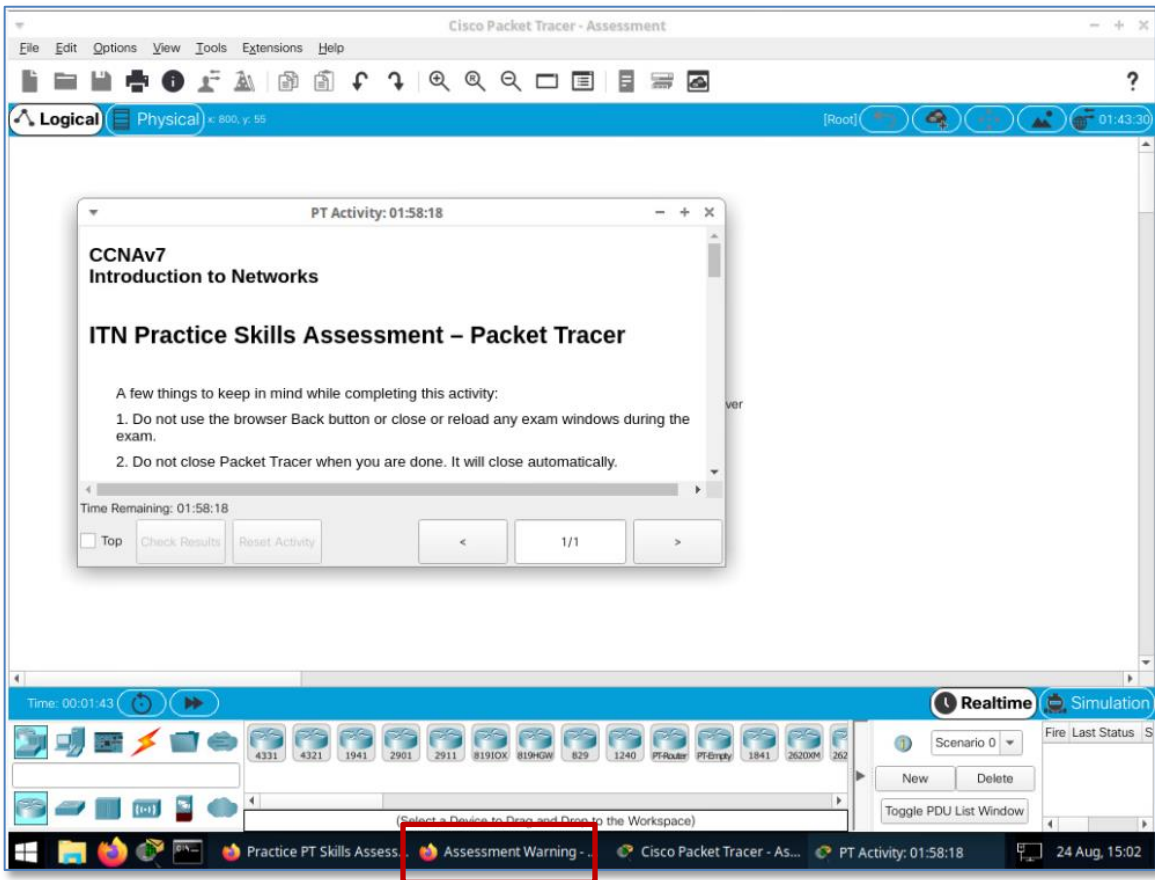 Cisco Packet Tracer - Assessment
File Edit Options View Tools Extensions Help
?
Logical Physical x: 800, y: 55 [Root] 01:43:30
PT Activity: 01:58:18
CCNAv7
Introduction to Networks
ITN Practice Skills Assessment – Packet Tracer
A few things to keep in mind while completing this activity:
1. Do not use the browser Back button or close or reload any exam windows during the
exam.
2. Do not close Packet Tracer when you are done. It will close automatically.
ver
Time Remaining: 01:58:18
Top Check Results Reset Activity < 1/1 >
Time: 00:01:43 Realtime Simulation
4331 4321 1941 2901 2911 819IOX 819HGW 829 1240 PT-Router PT-Empty 1841 2620XM 262
Scenario 0
Fire Last Status S
New Delete
Toggle PDU List Window
(Select a Device to Drag and Drop to the Workspace)
Practice PT Skills Assess... Assessment Warning - ... Cisco Packet Tracer - As... PT Activity: 01:58:18 24 Aug, 15:02